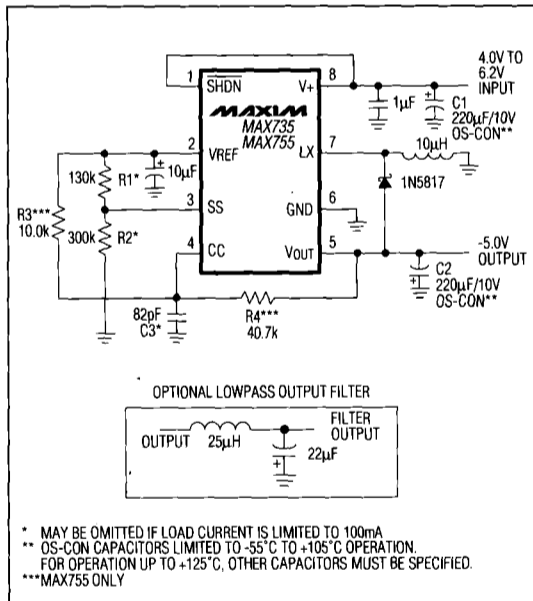 4.0V TO
6.2V
INPUT
1 SHDN V+ 8
1µF
+ C1
220µF/10V
OS-CON**
MAXIM
MAX735
MAX755
2 VREF LX 7
10µH
130k R1*
+ 10µF
1N5817
R3***
10.0k
3 SS GND 6
300k R2*
4 CC VOUT 5
-5.0V
OUTPUT
C2
+ 220µF/10V
OS-CON**
82pF
C3*
R4***
40.7k
OPTIONAL LOWPASS OUTPUT FILTER
OUTPUT 25µH FILTER
OUTPUT
+ 22µF
* MAY BE OMITTED IF LOAD CURRENT IS LIMITED TO 100mA
** OS-CON CAPACITORS LIMITED TO -55°C TO +105°C OPERATION.
FOR OPERATION UP TO +125°C, OTHER CAPACITORS MUST BE SPECIFIED.
***MAX755 ONLY